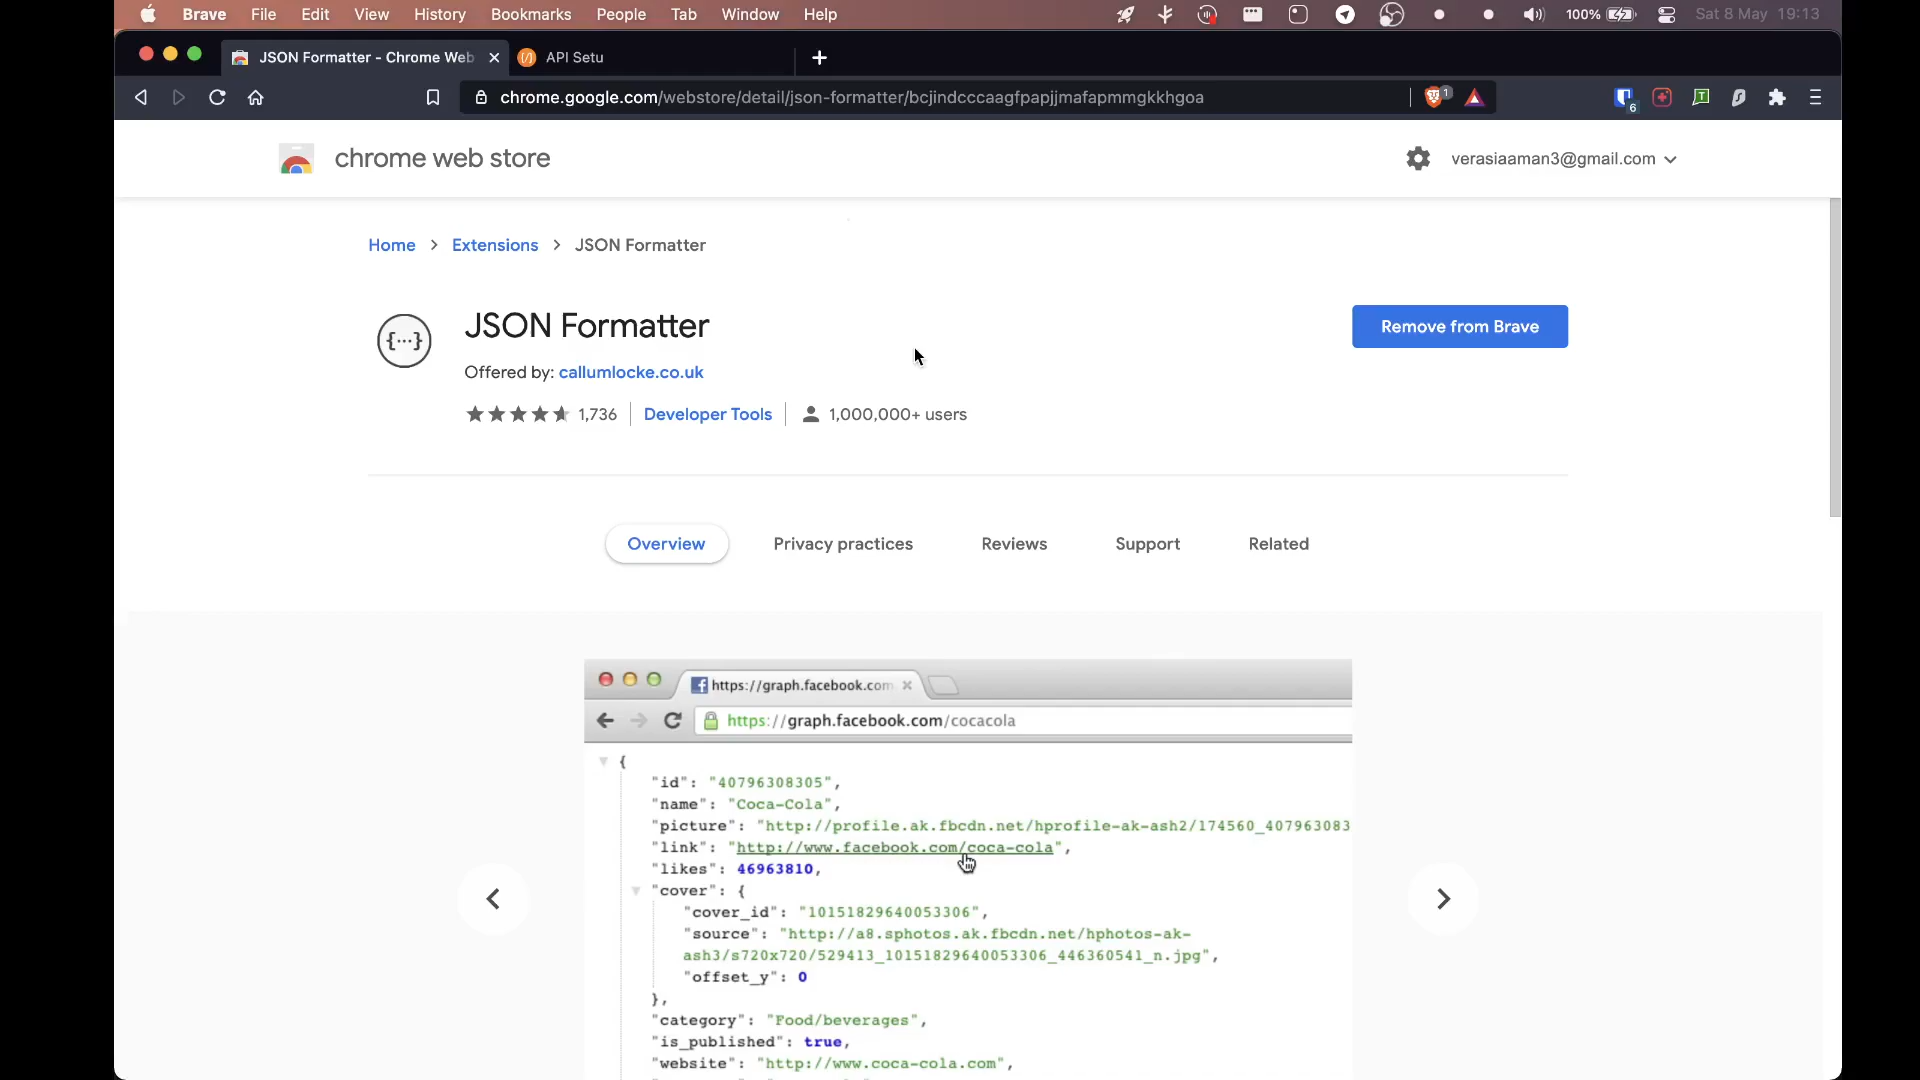 Brave File Edit View History Bookmarks People Tab Window Help 100% Sat 8 May 19:13
JSON Formatter - Chrome Web API Setu
chrome.google.com/webstore/detail/json-formatter/bcjindcccaagfpapjjmafapmmgkkhgoa 1 6
chrome web store verasiaaman3@gmail.com
Home > Extensions > JSON Formatter
JSON Formatter Remove from Brave
{···}
Offered by: callumlocke.co.uk
1,736 Developer Tools 1,000,000+ users
Overview Privacy practices Reviews Support Related
https://graph.facebook.com
https://graph.facebook.com/cocacola
{
"id": "40796308305",
"name": "Coca-Cola",
"picture": "http://profile.ak.fbcdn.net/hprofile-ak-ash2/174560_407963083
"link": "http://www.facebook.com/coca-cola",
"likes": 46963810,
"cover": {
"cover_id": "10151829640053306",
"source": "http://a8.sphotos.ak.fbcdn.net/hphotos-ak-
ash3/s720x720/529413_10151829640053306_446360541_n.jpg",
"offset_y": 0
},
"category": "Food/beverages",
"is_published": true,
"website": "http://www.coca-cola.com",